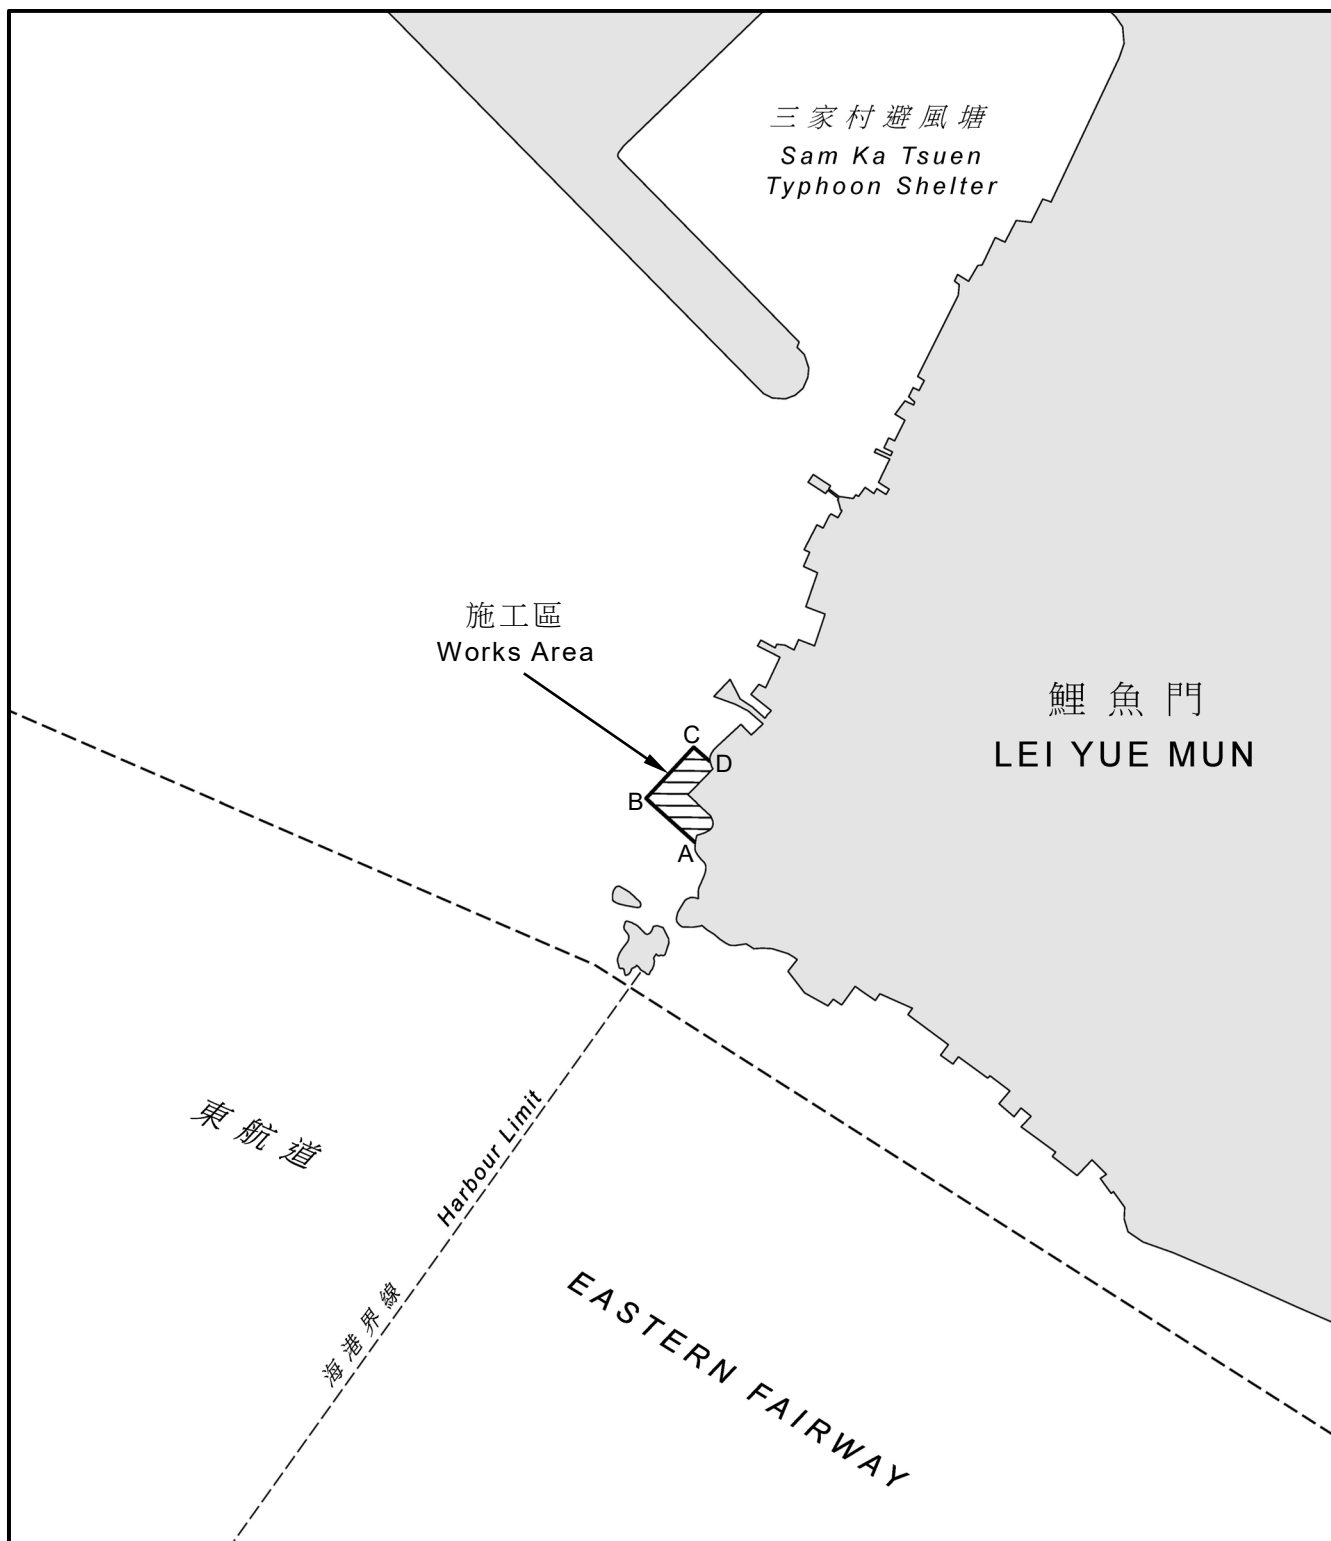 三家村避風塘
Sam Ka Tsuen
Typhoon Shelter
施工區
Works Area
鯉魚門
LEI YUE MUN
C
D
B
A
東航道
Harbour Limit
海港界線
EASTERN FAIRWAY